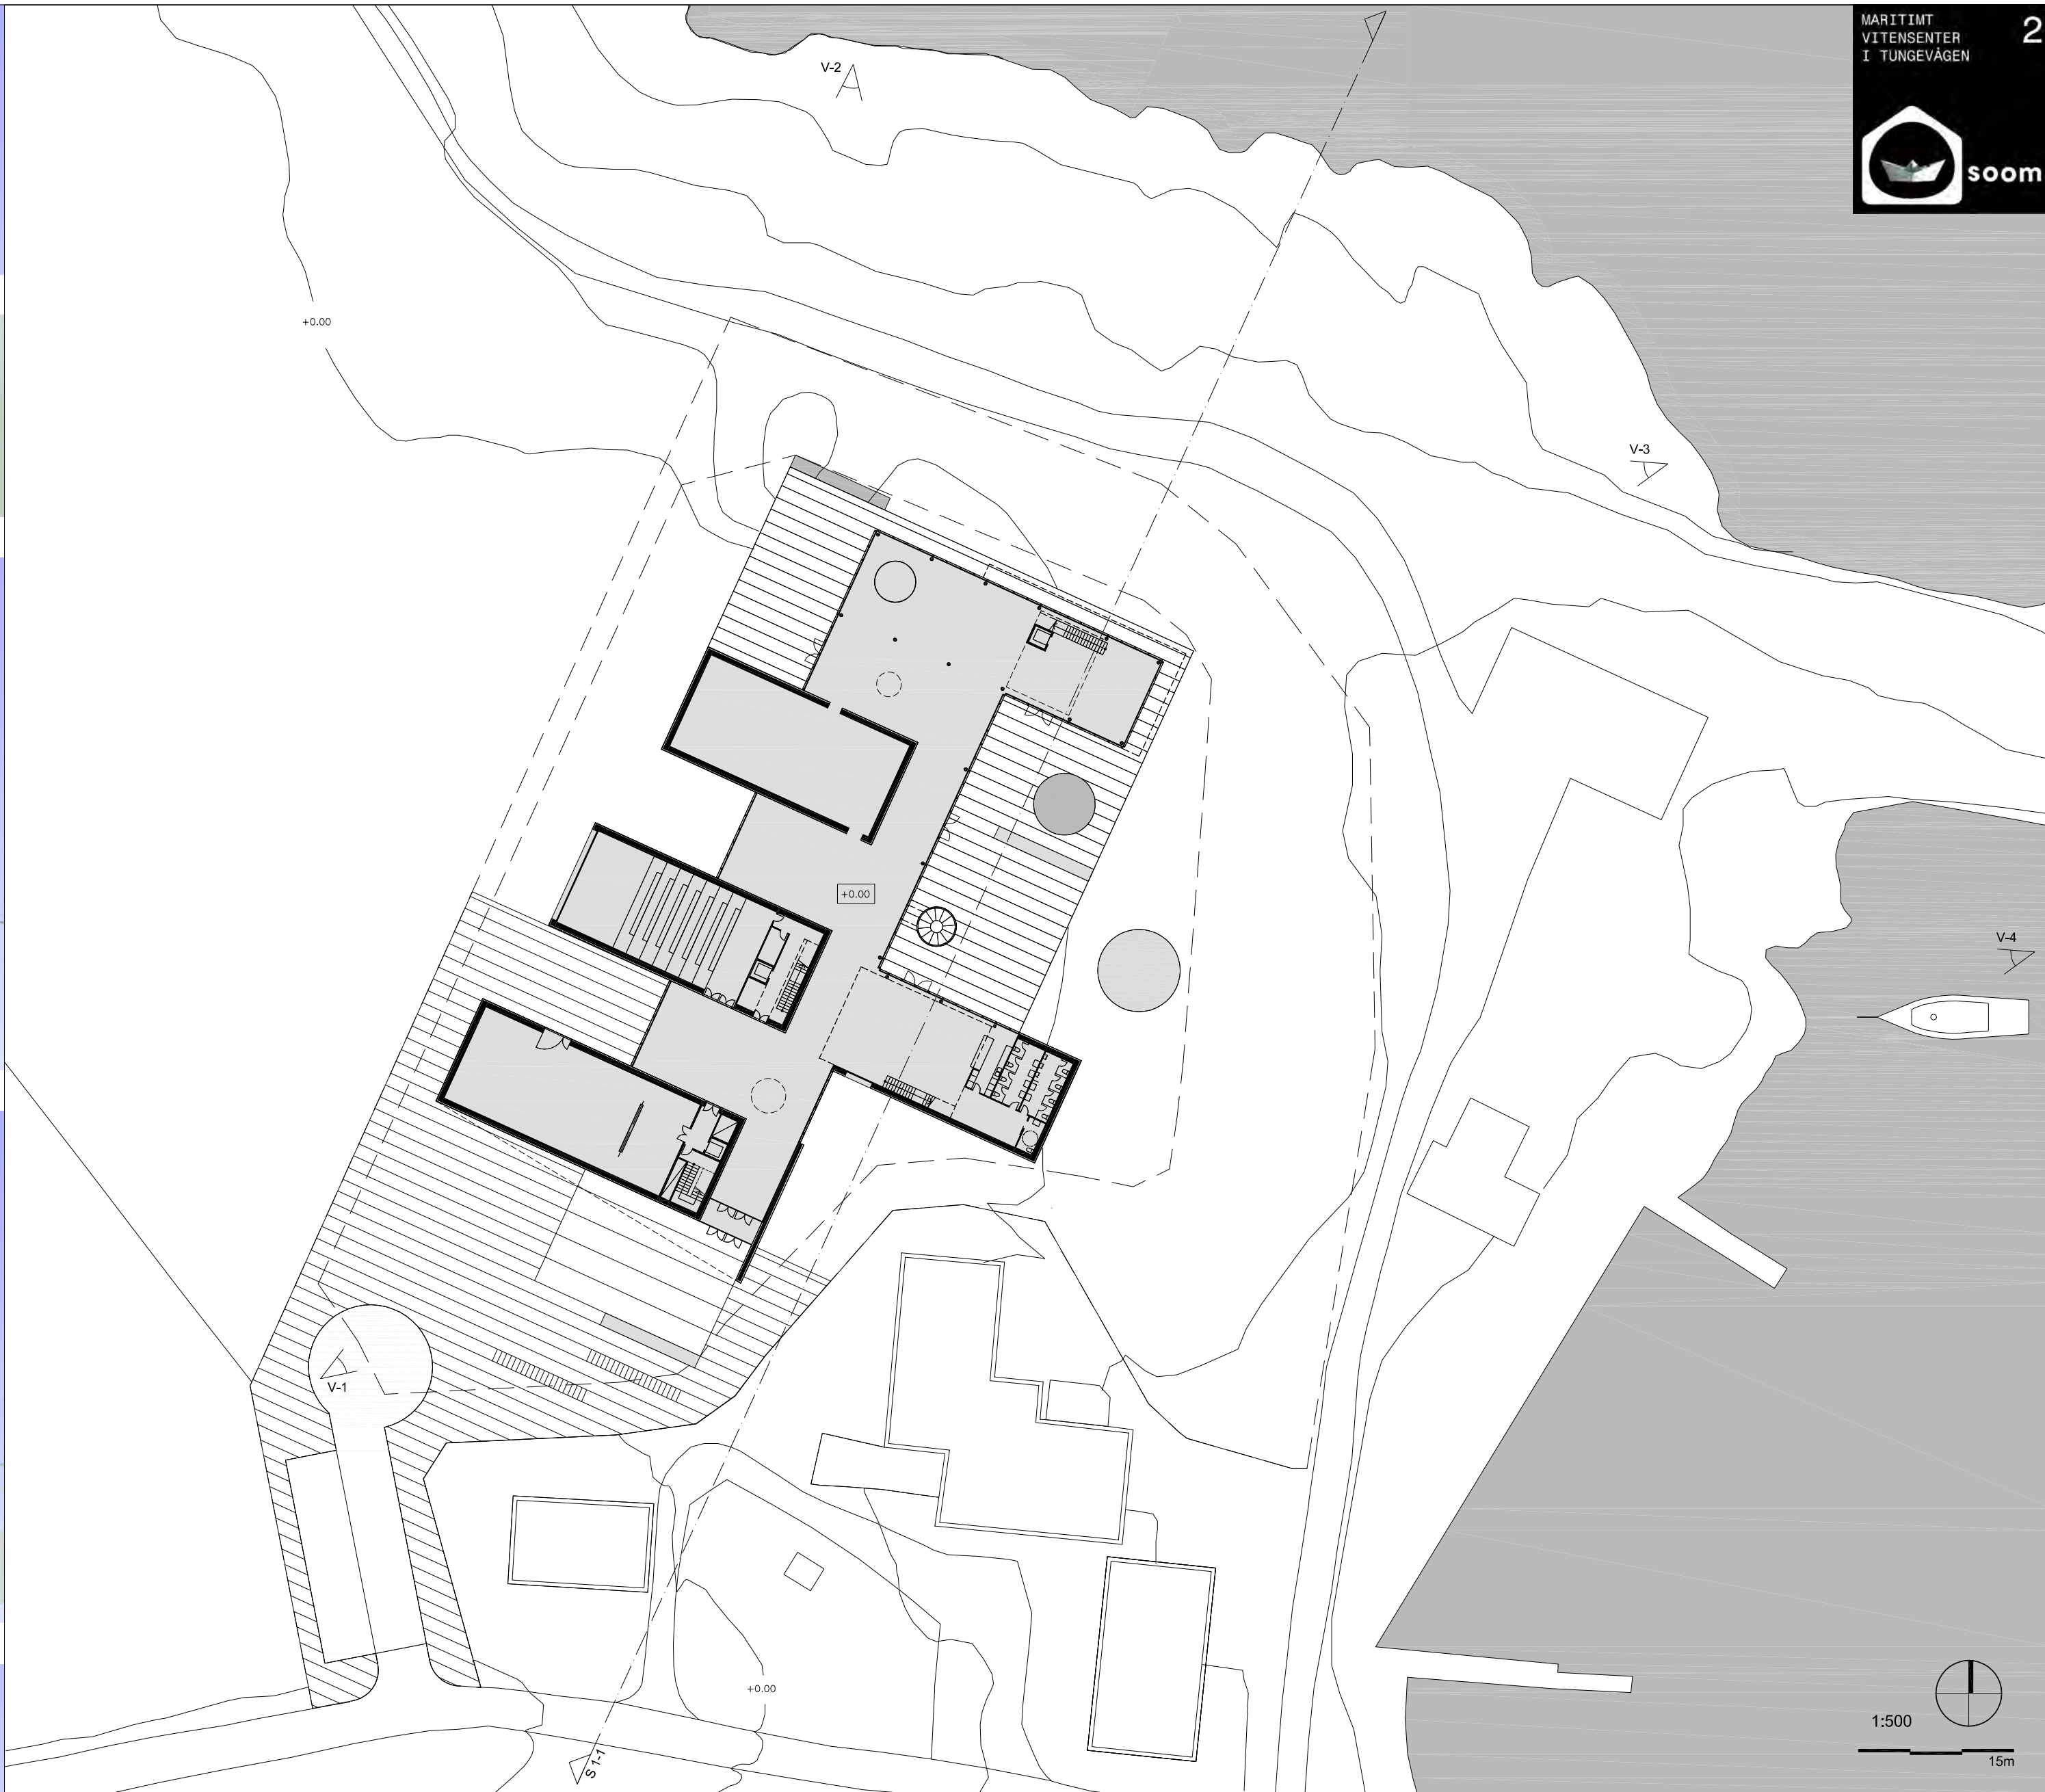 MARITIMT 2
VITENSENTER
I TUNGEVÅGEN
soom
V-2
+0.00
V-3
+0.00
V-4
V-1
+0.00
S 1-1
1:500
15m